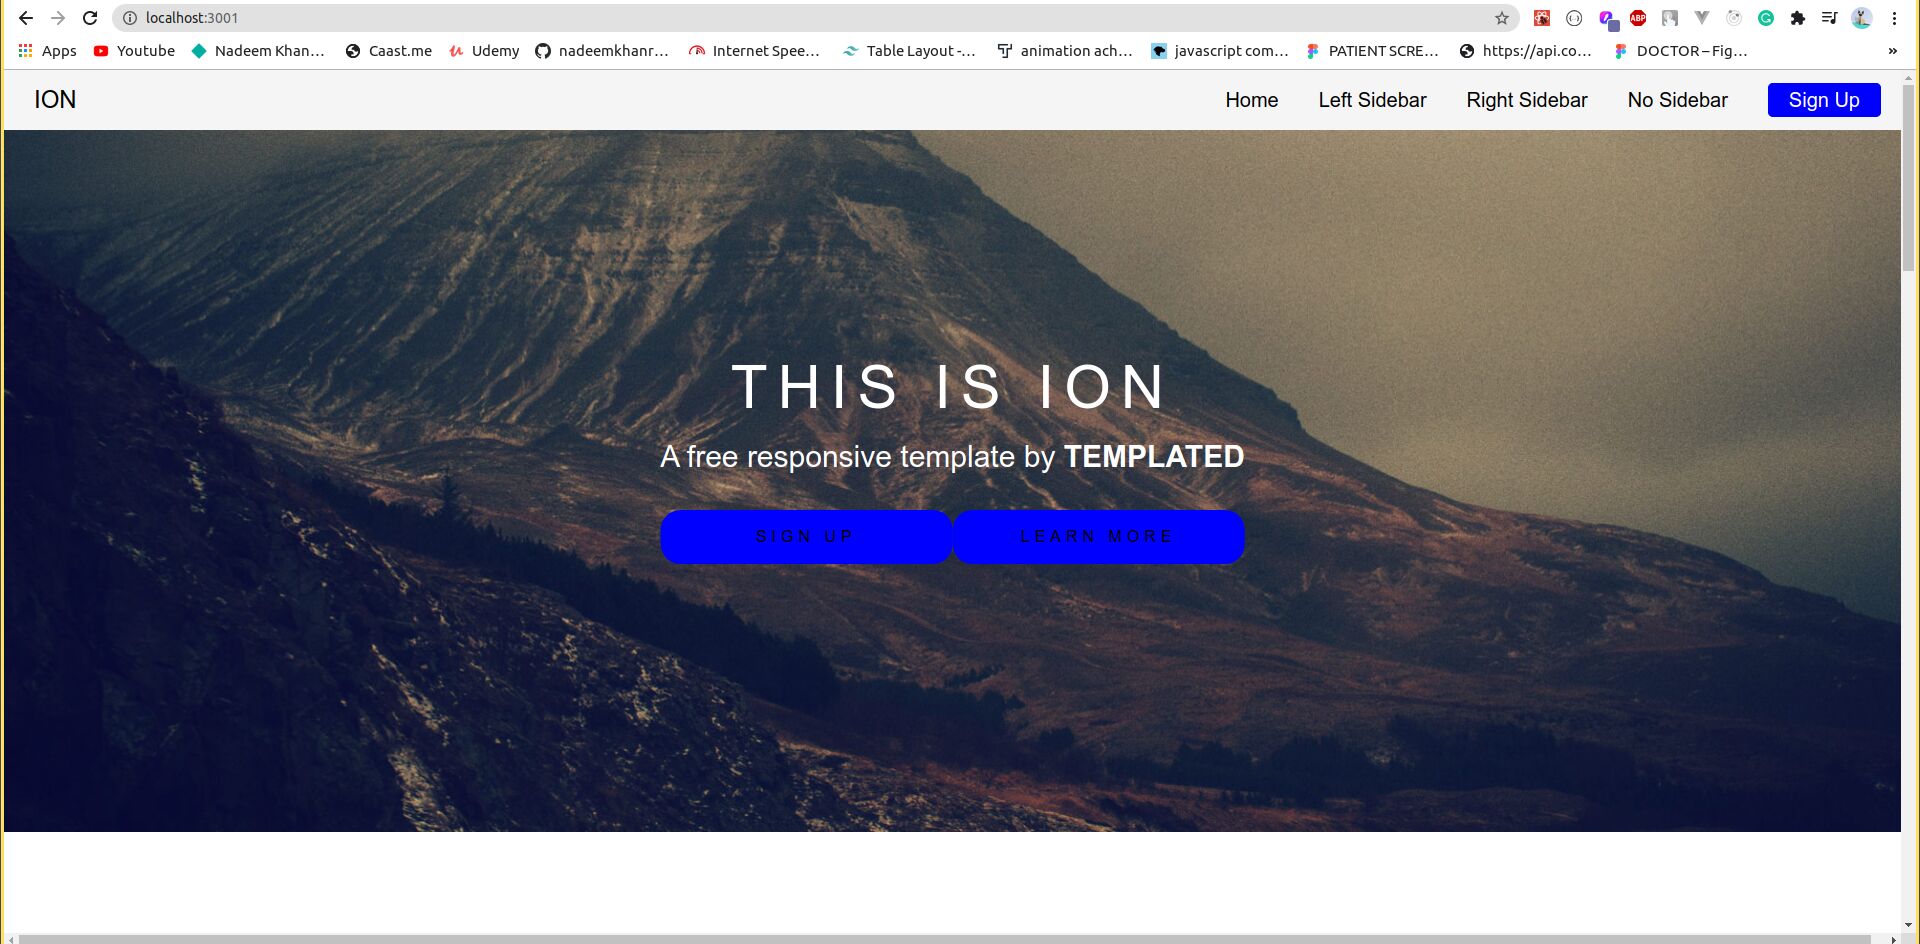 localhost:3001
Apps Youtube Nadeem Khan... Caast.me Udemy nadeemkhanr... Internet Spee... Table Layout -... animation ach... javascript com... PATIENT SCRE... https://api.co... DOCTOR – Fig... »
ION Home Left Sidebar Right Sidebar No Sidebar Sign Up
THIS IS ION
A free responsive template by TEMPLATED
SIGN UP LEARN MORE
ABP